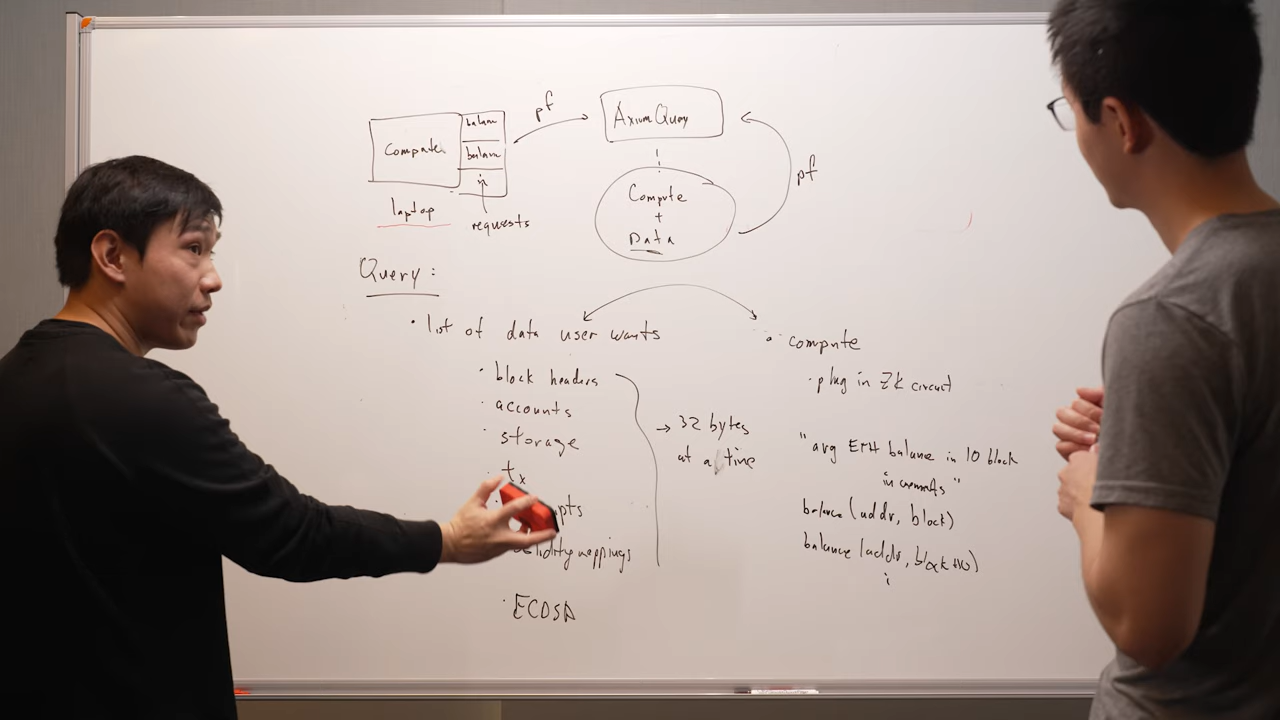 pf
Axiom Query
balance
Compute
balance
pf
Compute
+
Data
laptop
requests
Query:
· list of data user wants
· compute
· block headers
· plug in ZK circuit
· accounts
→ 32 bytes
at a time
· storage
"avg ETH balance in 10 block
increments"
· tx
pts
balance(addr, block)
solidity mappings
balance(addr, block+10)
· ECDSA